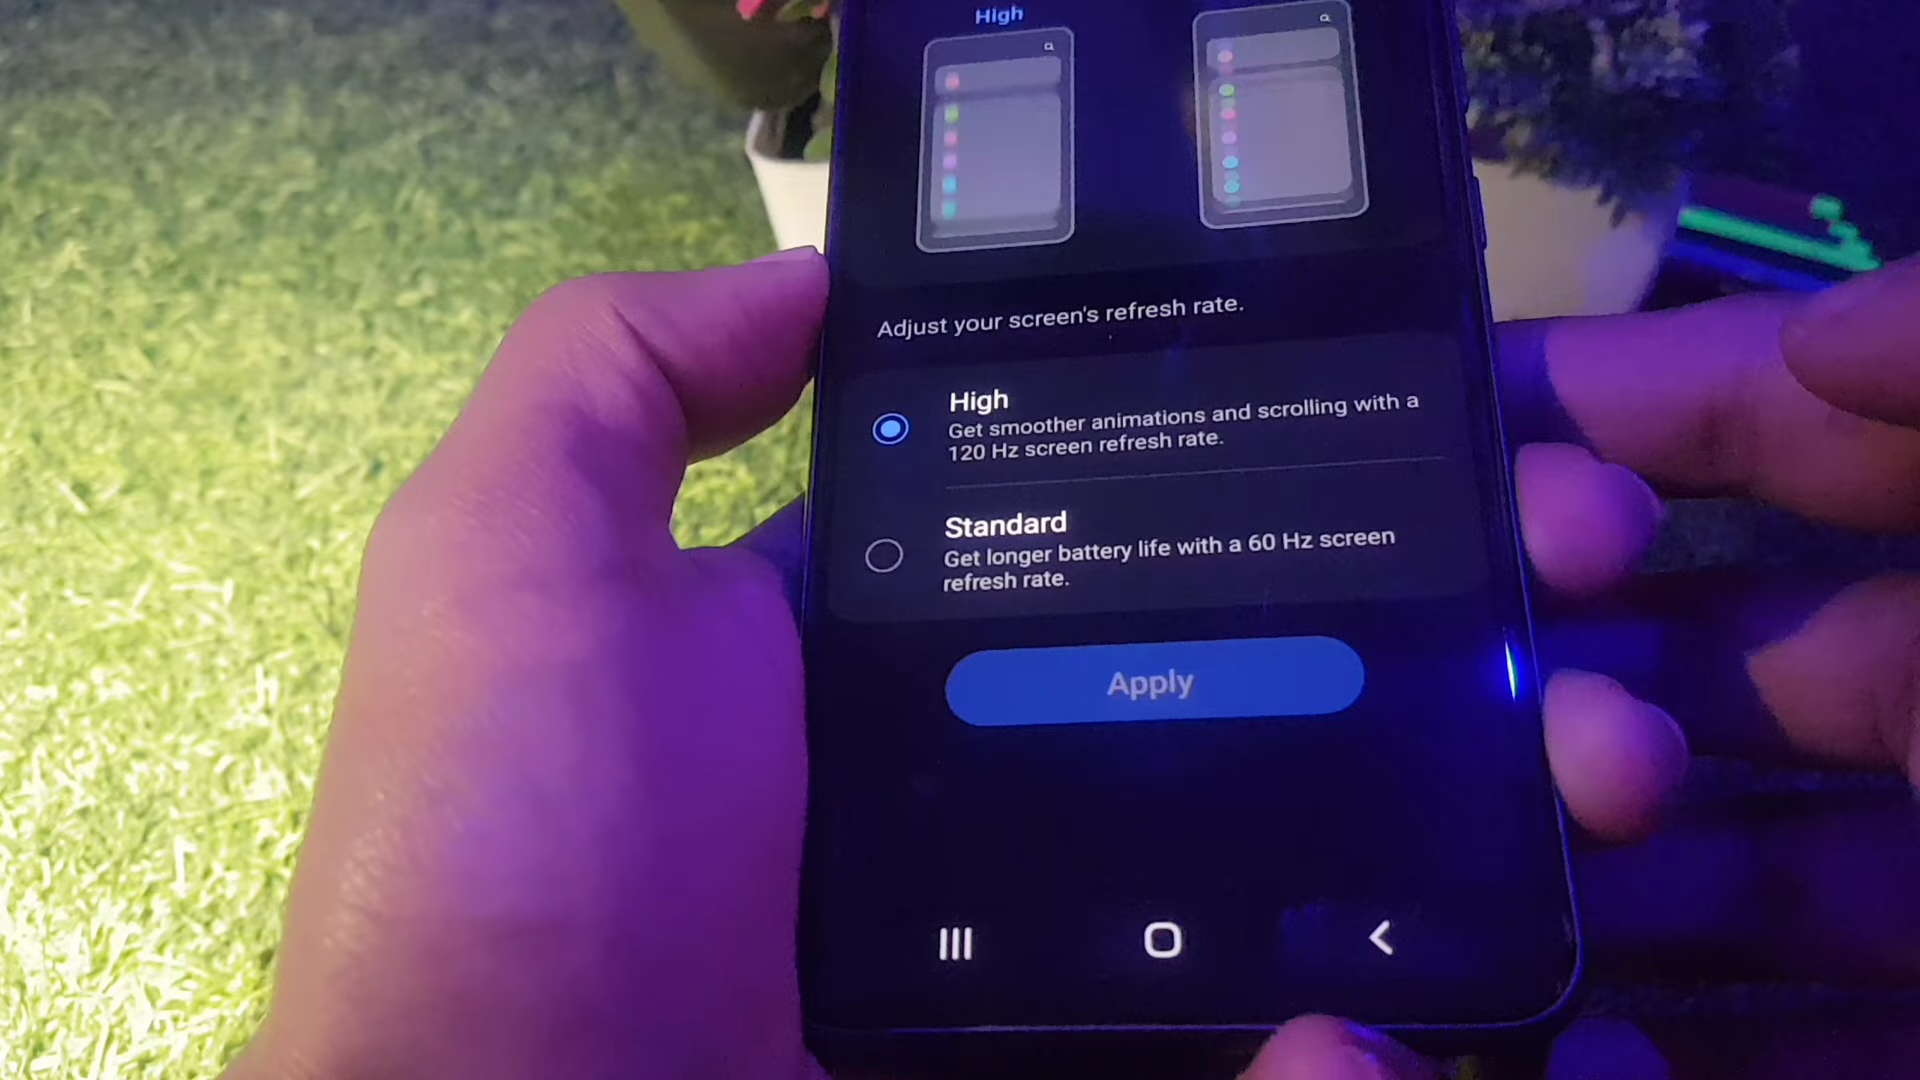 High
Adjust your screen's refresh rate.
High
Get smoother animations and scrolling with a
120 Hz screen refresh rate.
Standard
Get longer battery life with a 60 Hz screen
refresh rate.
Apply